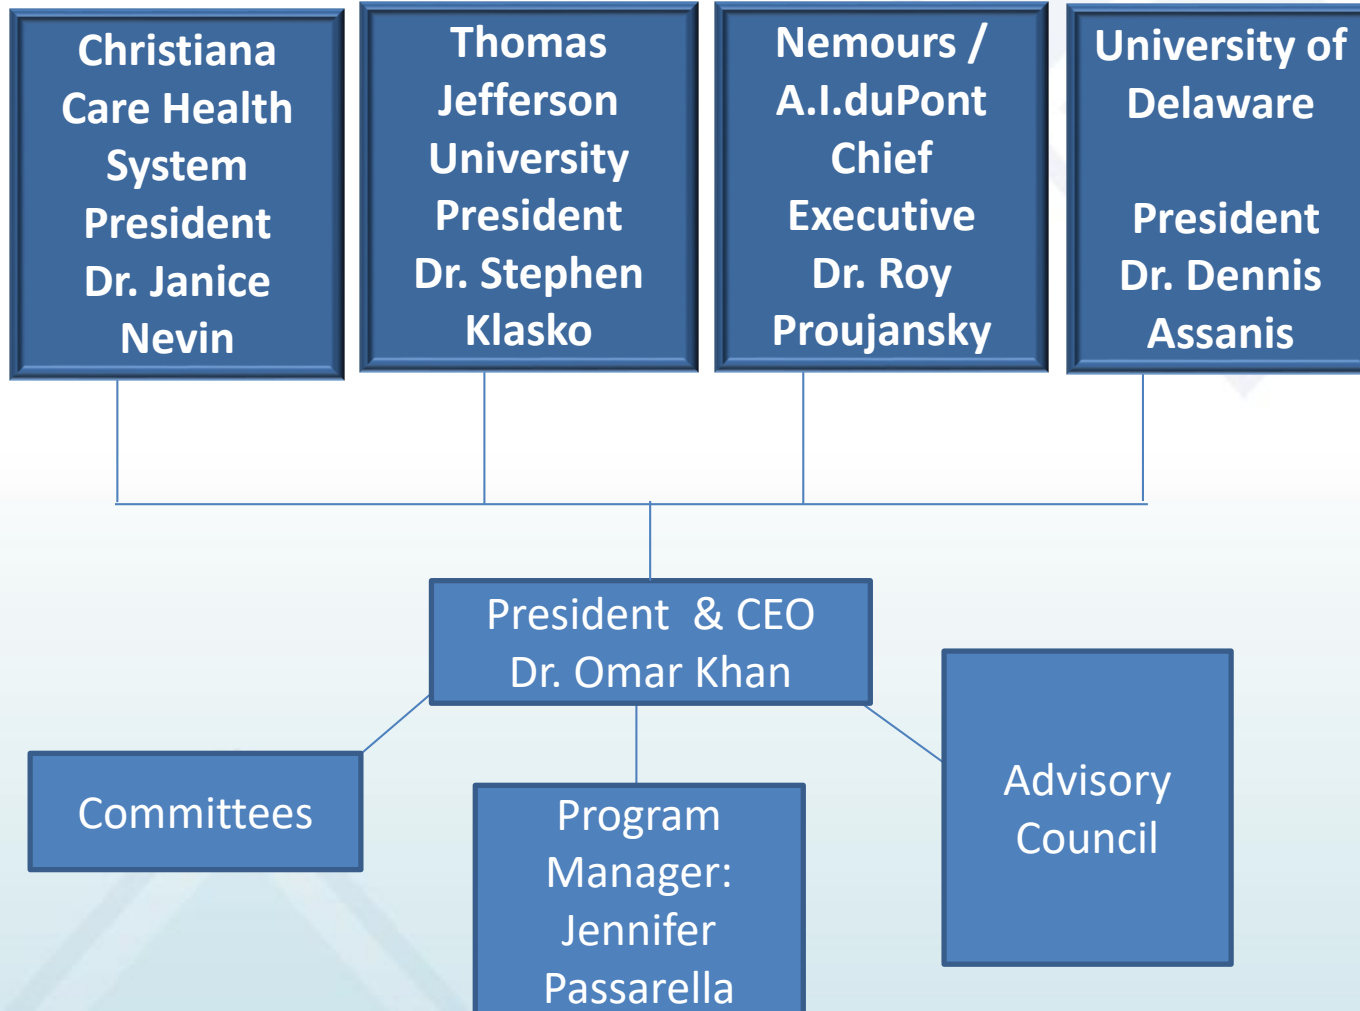 Christiana
Care Health
System
President
Dr. Janice
Nevin
Thomas
Jefferson
University
President
Dr. Stephen
Klasko
Nemours /
A.I.duPont
Chief
Executive
Dr. Roy
Proujansky
University of
Delaware
President
Dr. Dennis
Assanis
President & CEO
Dr. Omar Khan
Committees
Program
Manager:
Jennifer
Passarella
Advisory
Council